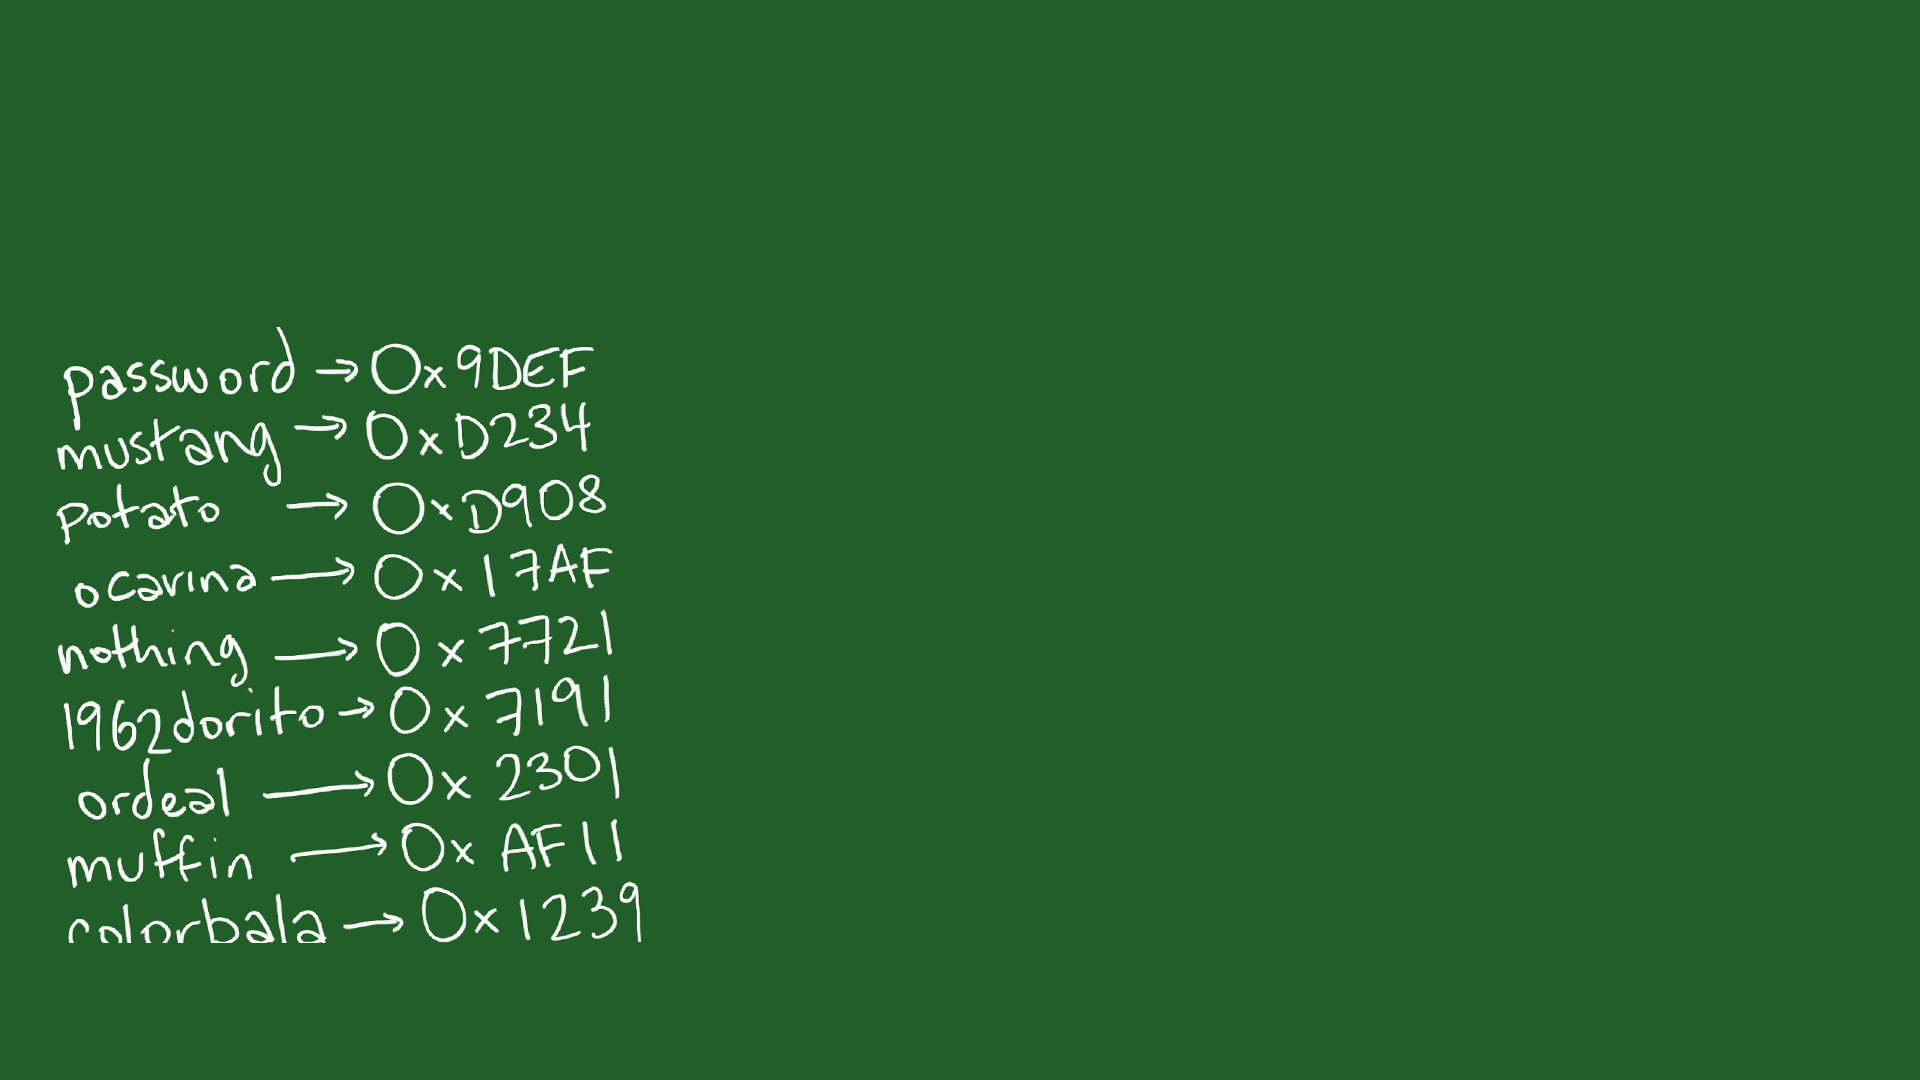 password → 0x9DEF
mustang → 0xD234
potato → 0xD908
ocarina → 0x17AF
nothing → 0x7721
1962dorito → 0x7191
ordeal → 0x2301
muffin → 0xAF11
colorbala → 0x1239